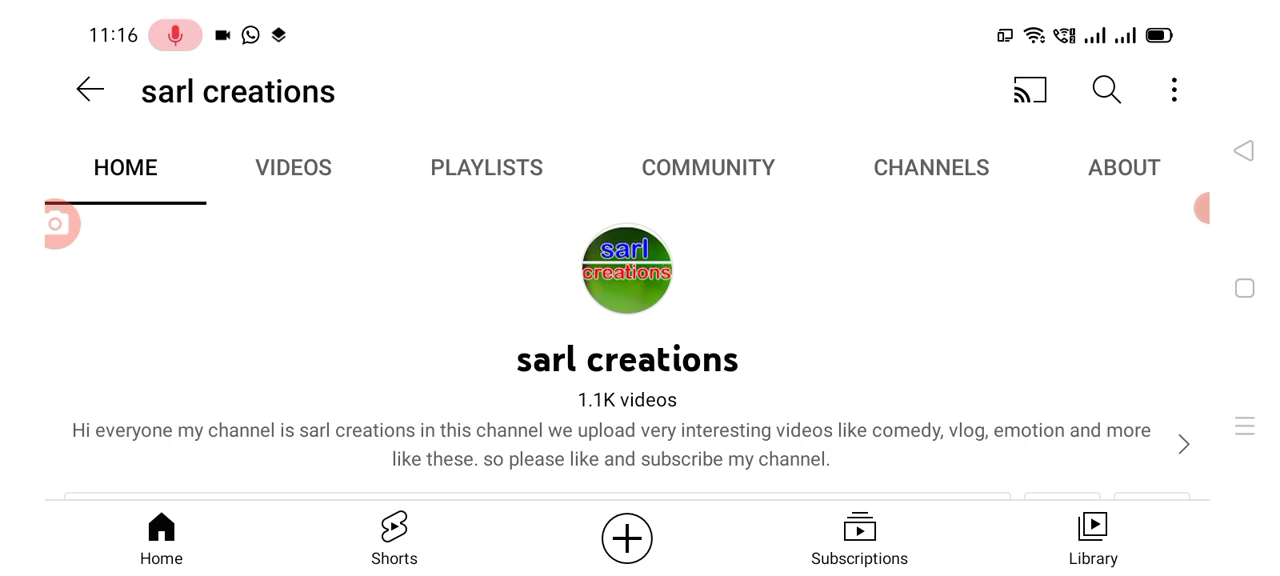 11:16
sarl creations
HOME VIDEOS PLAYLISTS COMMUNITY CHANNELS ABOUT
sarl
creations
sarl creations
1.1K videos
Hi everyone my channel is sarl creations in this channel we upload very interesting videos like comedy, vlog, emotion and more
like these. so please like and subscribe my channel.
Home Shorts Subscriptions Library